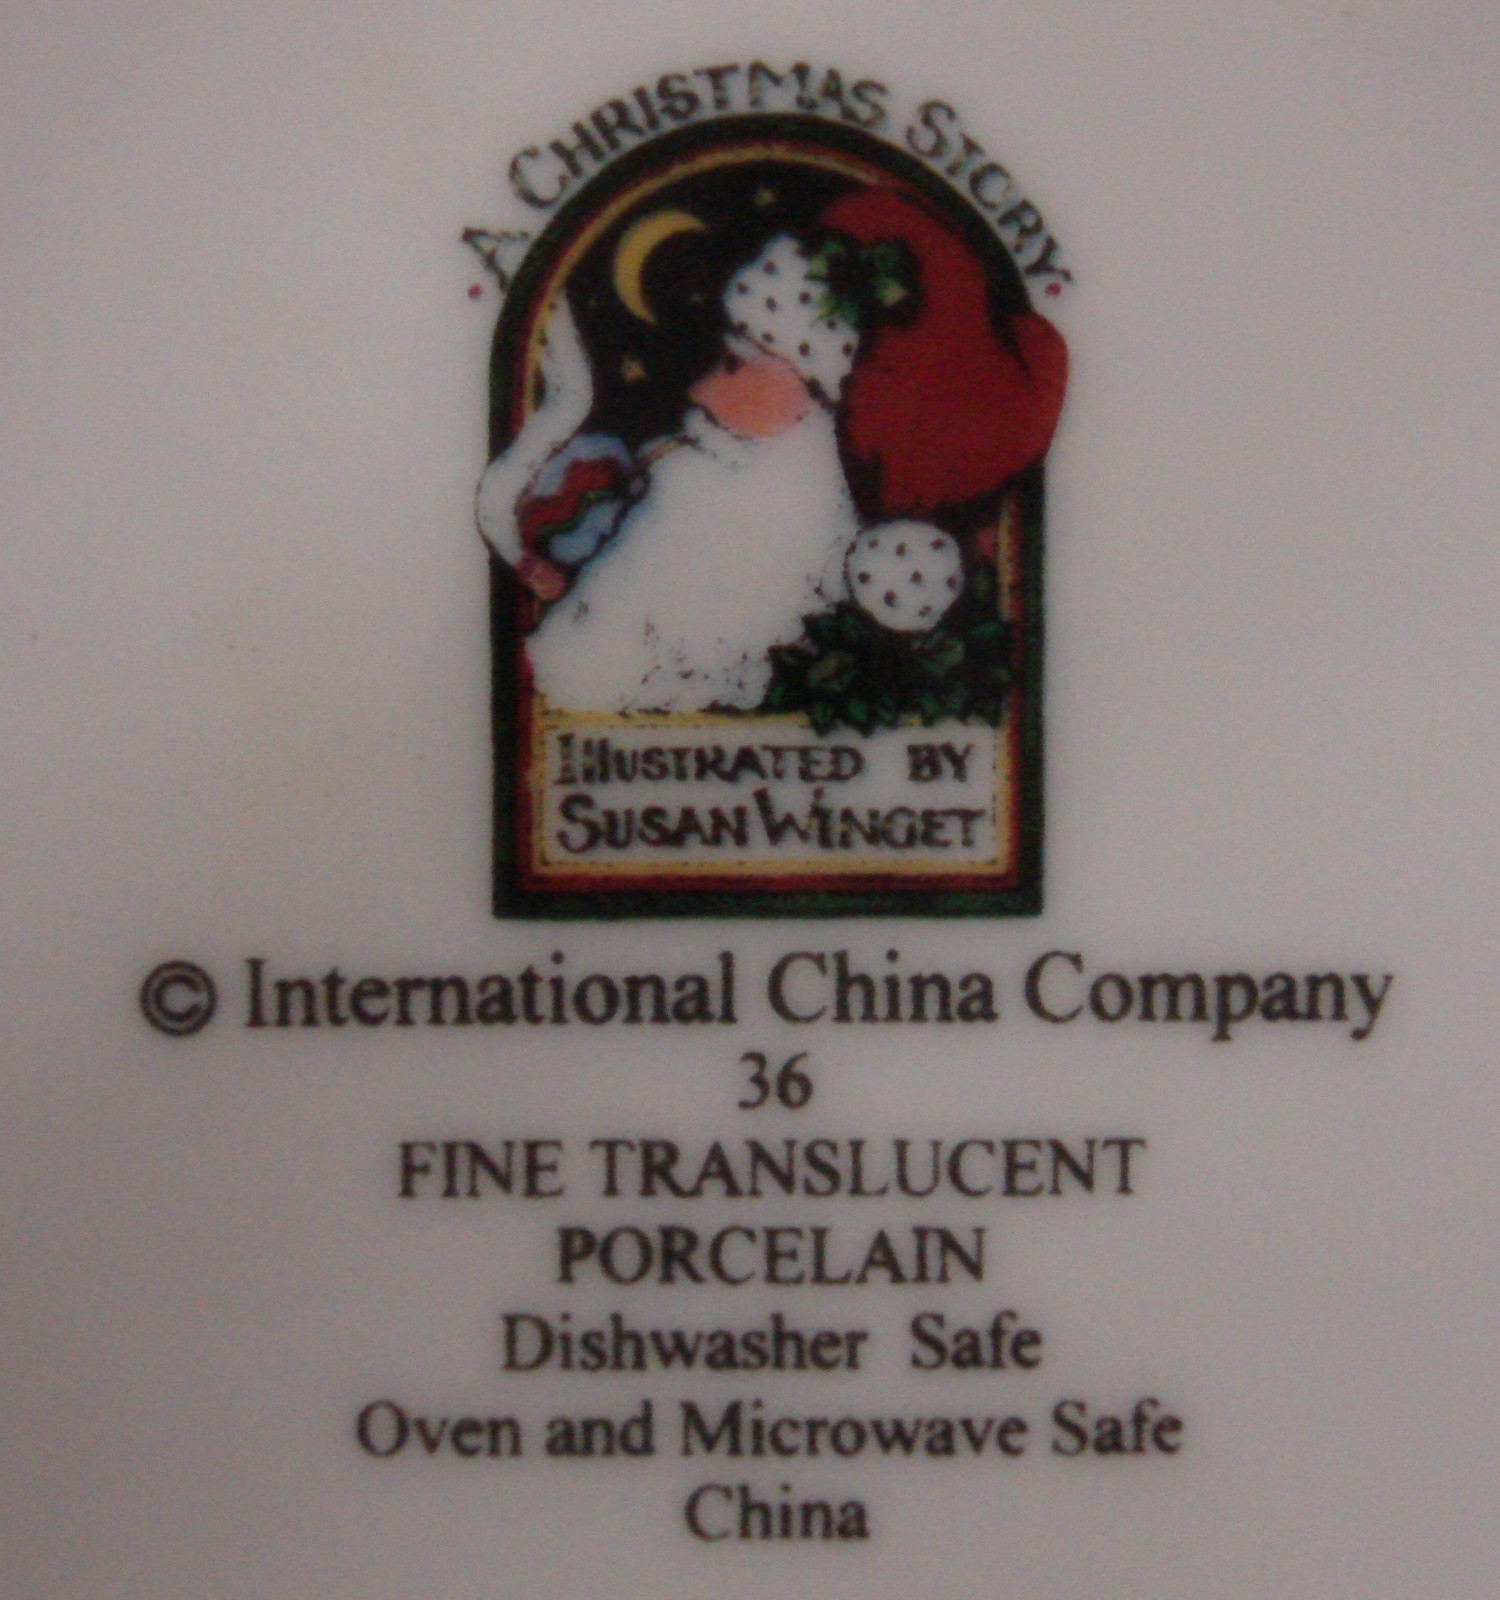 · A CHRISTMAS STORY ·
ILLUSTRATED BY
SUSAN WINGET
© International China Company
36
FINE TRANSLUCENT
PORCELAIN
Dishwasher Safe
Oven and Microwave Safe
China